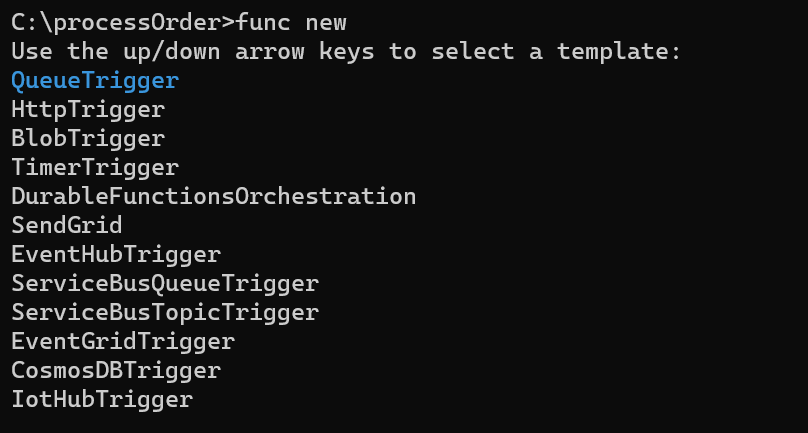 C:\processOrder>func new
Use the up/down arrow keys to select a template:
QueueTrigger
HttpTrigger
BlobTrigger
TimerTrigger
DurableFunctionsOrchestration
SendGrid
EventHubTrigger
ServiceBusQueueTrigger
ServiceBusTopicTrigger
EventGridTrigger
CosmosDBTrigger
IotHubTrigger